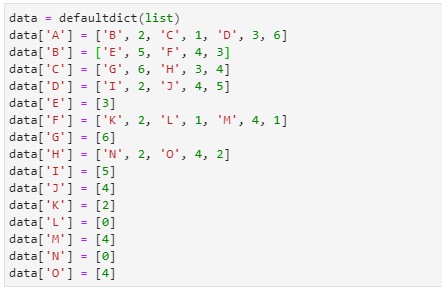 data = defaultdict(list)
data['A'] = ['B', 2, 'C', 1, 'D', 3, 6]
data['B'] = ['E', 5, 'F', 4, 3]
data['C'] = ['G', 6, 'H', 3, 4]
data['D'] = ['I', 2, 'J', 4, 5]
data['E'] = [3]
data['F'] = ['K', 2, 'L', 1, 'M', 4, 1]
data['G'] = [6]
data['H'] = ['N', 2, 'O', 4, 2]
data['I'] = [5]
data['J'] = [4]
data['K'] = [2]
data['L'] = [0]
data['M'] = [4]
data['N'] = [0]
data['O'] = [4]